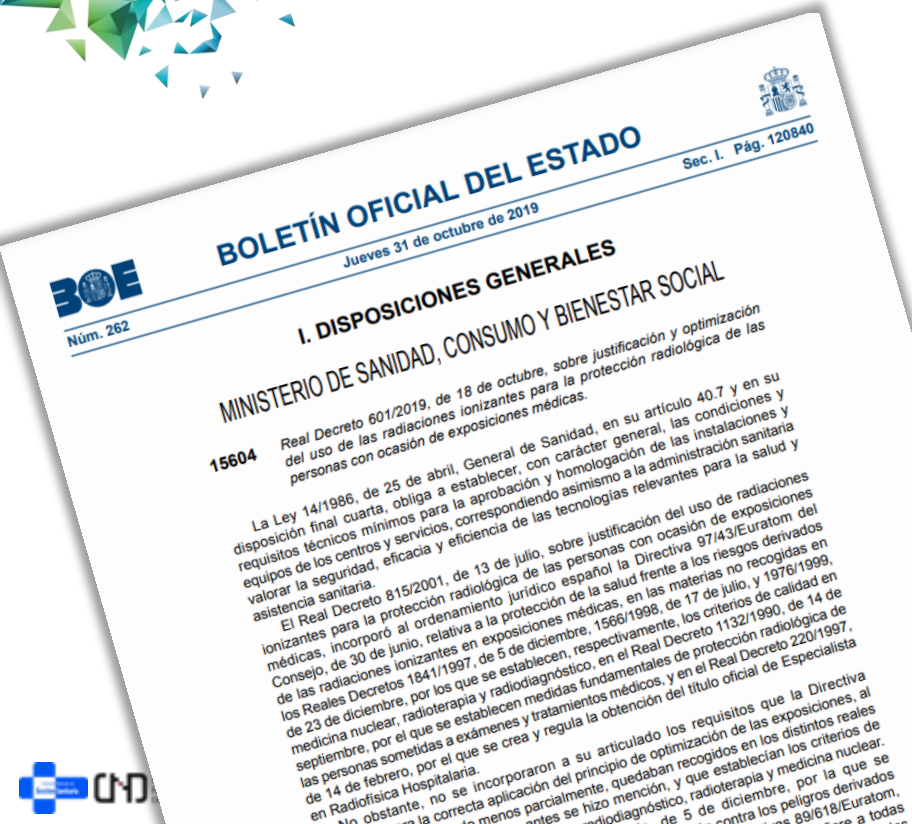 BOLETÍN OFICIAL DEL ESTADO
Jueves 31 de octubre de 2019
Sec. I. Pág. 120840
BOE
Núm. 262
I. DISPOSICIONES GENERALES
MINISTERIO DE SANIDAD, CONSUMO Y BIENESTAR SOCIAL
15604
Real Decreto 601/2019, de 18 de octubre, sobre justificación y optimización
del uso de las radiaciones ionizantes para la protección radiológica de las
personas con ocasión de exposiciones médicas.
La Ley 14/1986, de 25 de abril, General de Sanidad, en su artículo 40.7 y en su
disposición final cuarta, obliga a establecer, con carácter general, las condiciones y
requisitos técnicos mínimos para la aprobación y homologación de las instalaciones y
equipos de los centros y servicios, correspondiendo asimismo a la administración sanitaria
valorar la seguridad, eficacia y eficiencia de las tecnologías relevantes para la salud y
asistencia sanitaria.
El Real Decreto 815/2001, de 13 de julio, sobre justificación del uso de radiaciones
ionizantes para la protección radiológica de las personas con ocasión de exposiciones
médicas, incorporó al ordenamiento jurídico español la Directiva 97/43/Euratom del
Consejo, de 30 de junio, relativa a la protección de la salud frente a los riesgos derivados
de las radiaciones ionizantes en exposiciones médicas, en las materias no recogidas en
los Reales Decretos 1841/1997, de 5 de diciembre, 1566/1998, de 17 de julio, y 1976/1999,
de 23 de diciembre, por los que se establecen, respectivamente, los criterios de calidad en
medicina nuclear, radioterapia y radiodiagnóstico, en el Real Decreto 1132/1990, de 14 de
septiembre, por el que se establecen medidas fundamentales de protección radiológica de
las personas sometidas a exámenes y tratamientos médicos, y en el Real Decreto 220/1997,
de 14 de febrero, por el que se crea y regula la obtención del título oficial de Especialista
en Radiofísica Hospitalaria.
No obstante, no se incorporaron a su articulado los requisitos que la Directiva
la correcta aplicación del principio de optimización de las exposiciones, al
menos parcialmente, quedaban recogidos en los distintos reales
se hizo mención, y que establecían los criterios de
radiodiagnóstico, radioterapia y medicina nuclear.
de 5 de diciembre, por la que se
contra los peligros derivados
89/618/Euratom,
a todas
CND